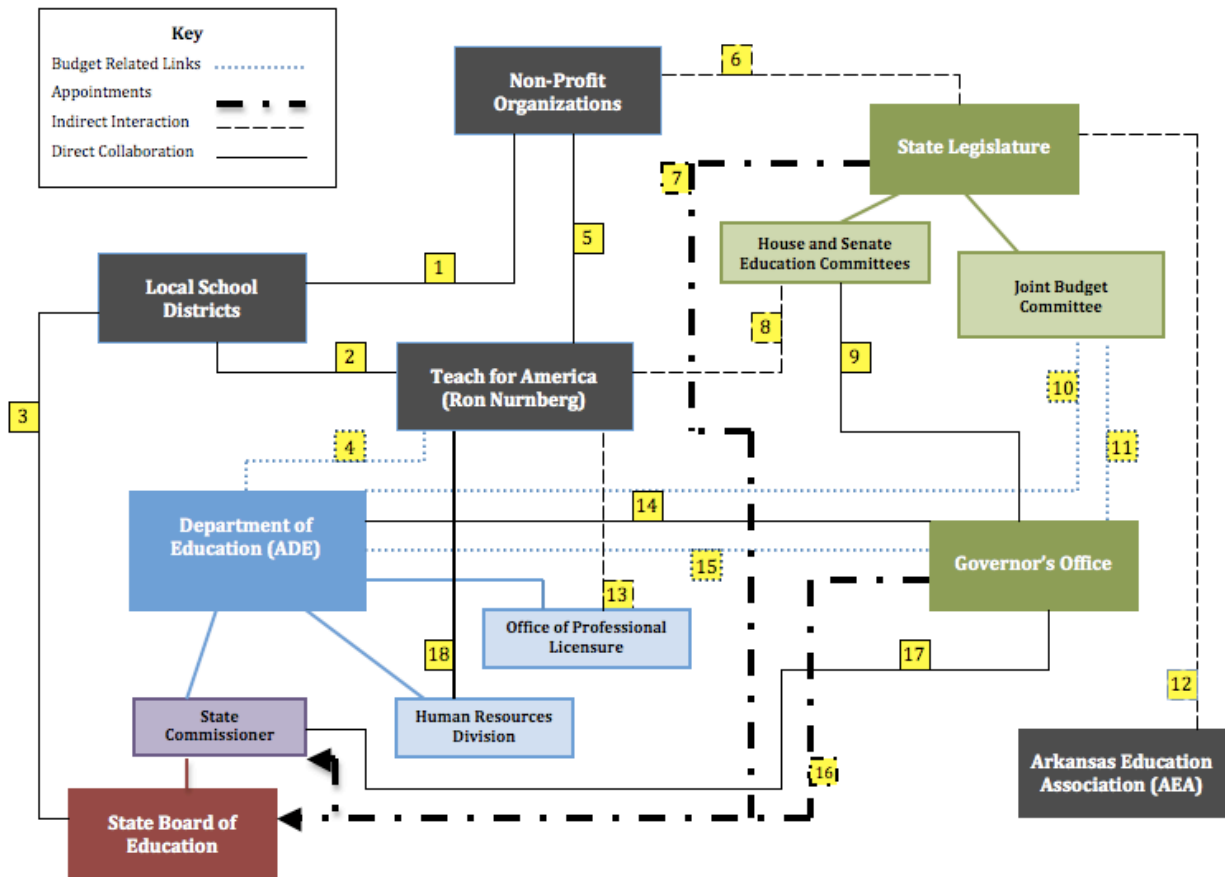 Key
Budget Related Links
Appointments
Indirect Interaction
Direct Collaboration
Non-Profit
Organizations
6
State Legislature
7
5
House and Senate
Education Committees
1
Local School
Districts
Joint Budget
Committee
8
9
2
Teach for America
(Ron Nurnberg)
10
3
4
11
14
Department of
Education (ADE)
15
Governor's Office
13
Office of Professional
Licensure
18
17
12
State
Commissioner
Human Resources
Division
16
Arkansas Education
Association (AEA)
State Board of
Education